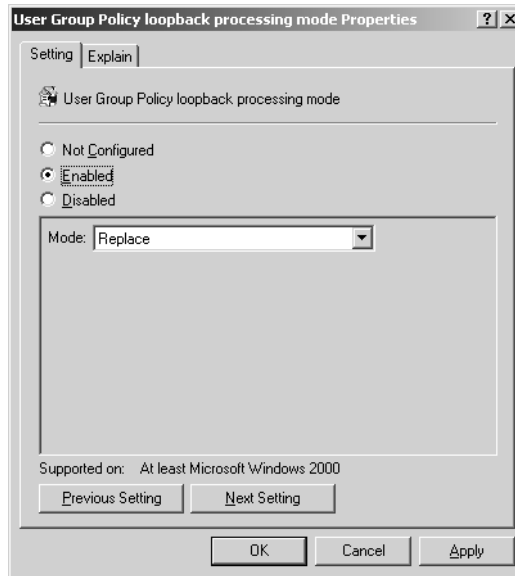 User Group Policy loopback processing mode Properties
Setting Explain
User Group Policy loopback processing mode
Not Configured
Enabled
Disabled
Mode: Replace
Supported on: At least Microsoft Windows 2000
Previous Setting Next Setting
OK Cancel Apply